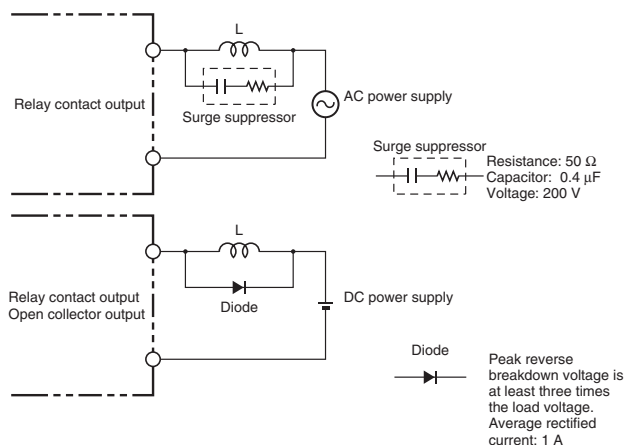 L
Relay contact output
Surge suppressor
AC power supply
Surge suppressor
Resistance: 50 Ω
Capacitor: 0.4 μF
Voltage: 200 V
L
Relay contact output
Open collector output
Diode
DC power supply
Diode
Peak reverse
breakdown voltage is
at least three times
the load voltage.
Average rectified
current: 1 A